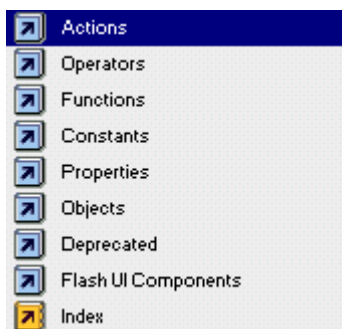 Actions
Operators
Functions
Constants
Properties
Objects
Deprecated
Flash UI Components
Index